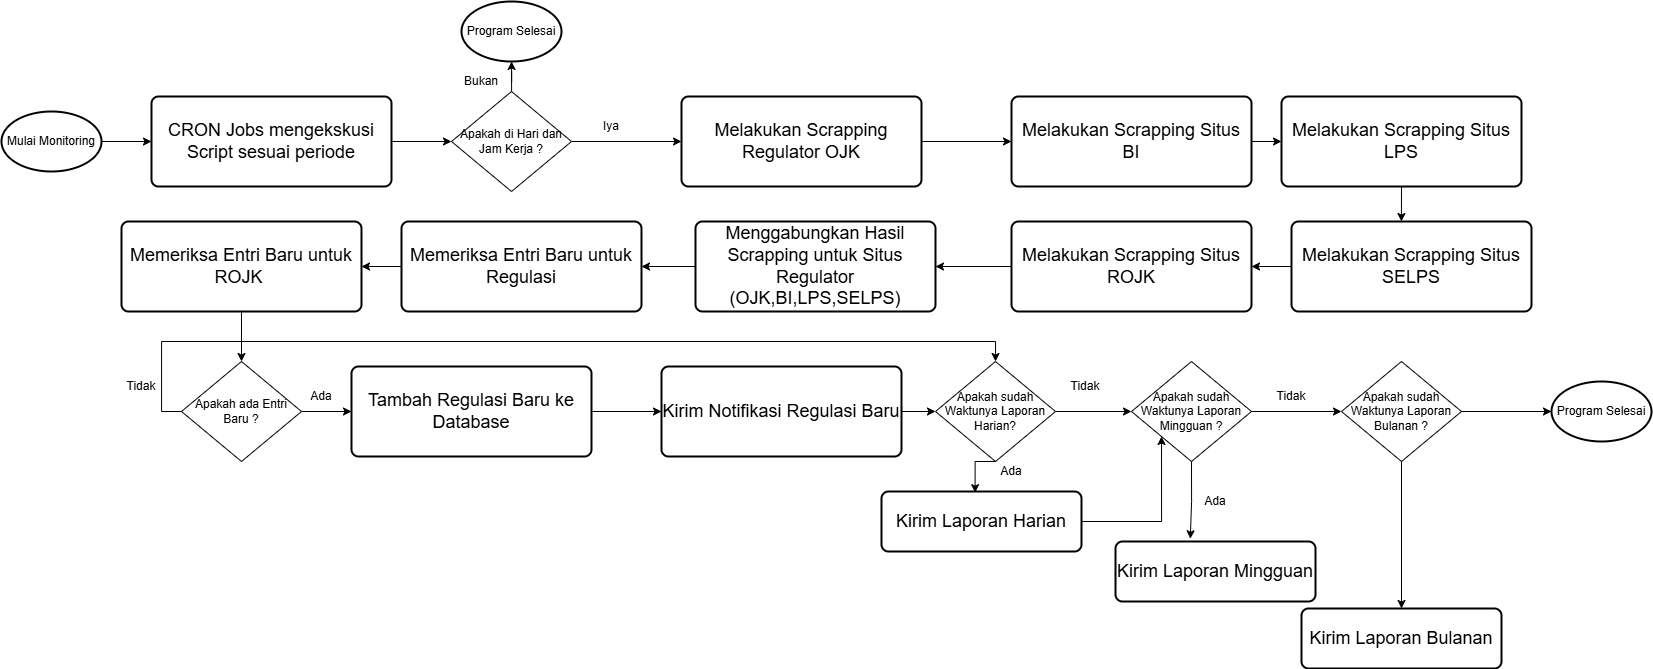 Program Selesai
Bukan
Mulai Monitoring
CRON Jobs mengekskusi
Script sesuai periode
Apakah di Hari dan
Jam Kerja ?
Iya
Melakukan Scrapping
Regulator OJK
Melakukan Scrapping Situs
BI
Melakukan Scrapping Situs
LPS
Memeriksa Entri Baru untuk
ROJK
Memeriksa Entri Baru untuk
Regulasi
Menggabungkan Hasil
Scrapping untuk Situs
Regulator
(OJK,BI,LPS,SELPS)
Melakukan Scrapping Situs
ROJK
Melakukan Scrapping Situs
SELPS
Tidak
Apakah ada Entri
Baru ?
Ada
Tambah Regulasi Baru ke
Database
Kirim Notifikasi Regulasi Baru
Apakah sudah
Waktunya Laporan
Harian?
Tidak
Apakah sudah
Waktunya Laporan
Mingguan ?
Tidak
Apakah sudah
Waktunya Laporan
Bulanan ?
Program Selesai
Ada
Kirim Laporan Harian
Ada
Kirim Laporan Mingguan
Kirim Laporan Bulanan